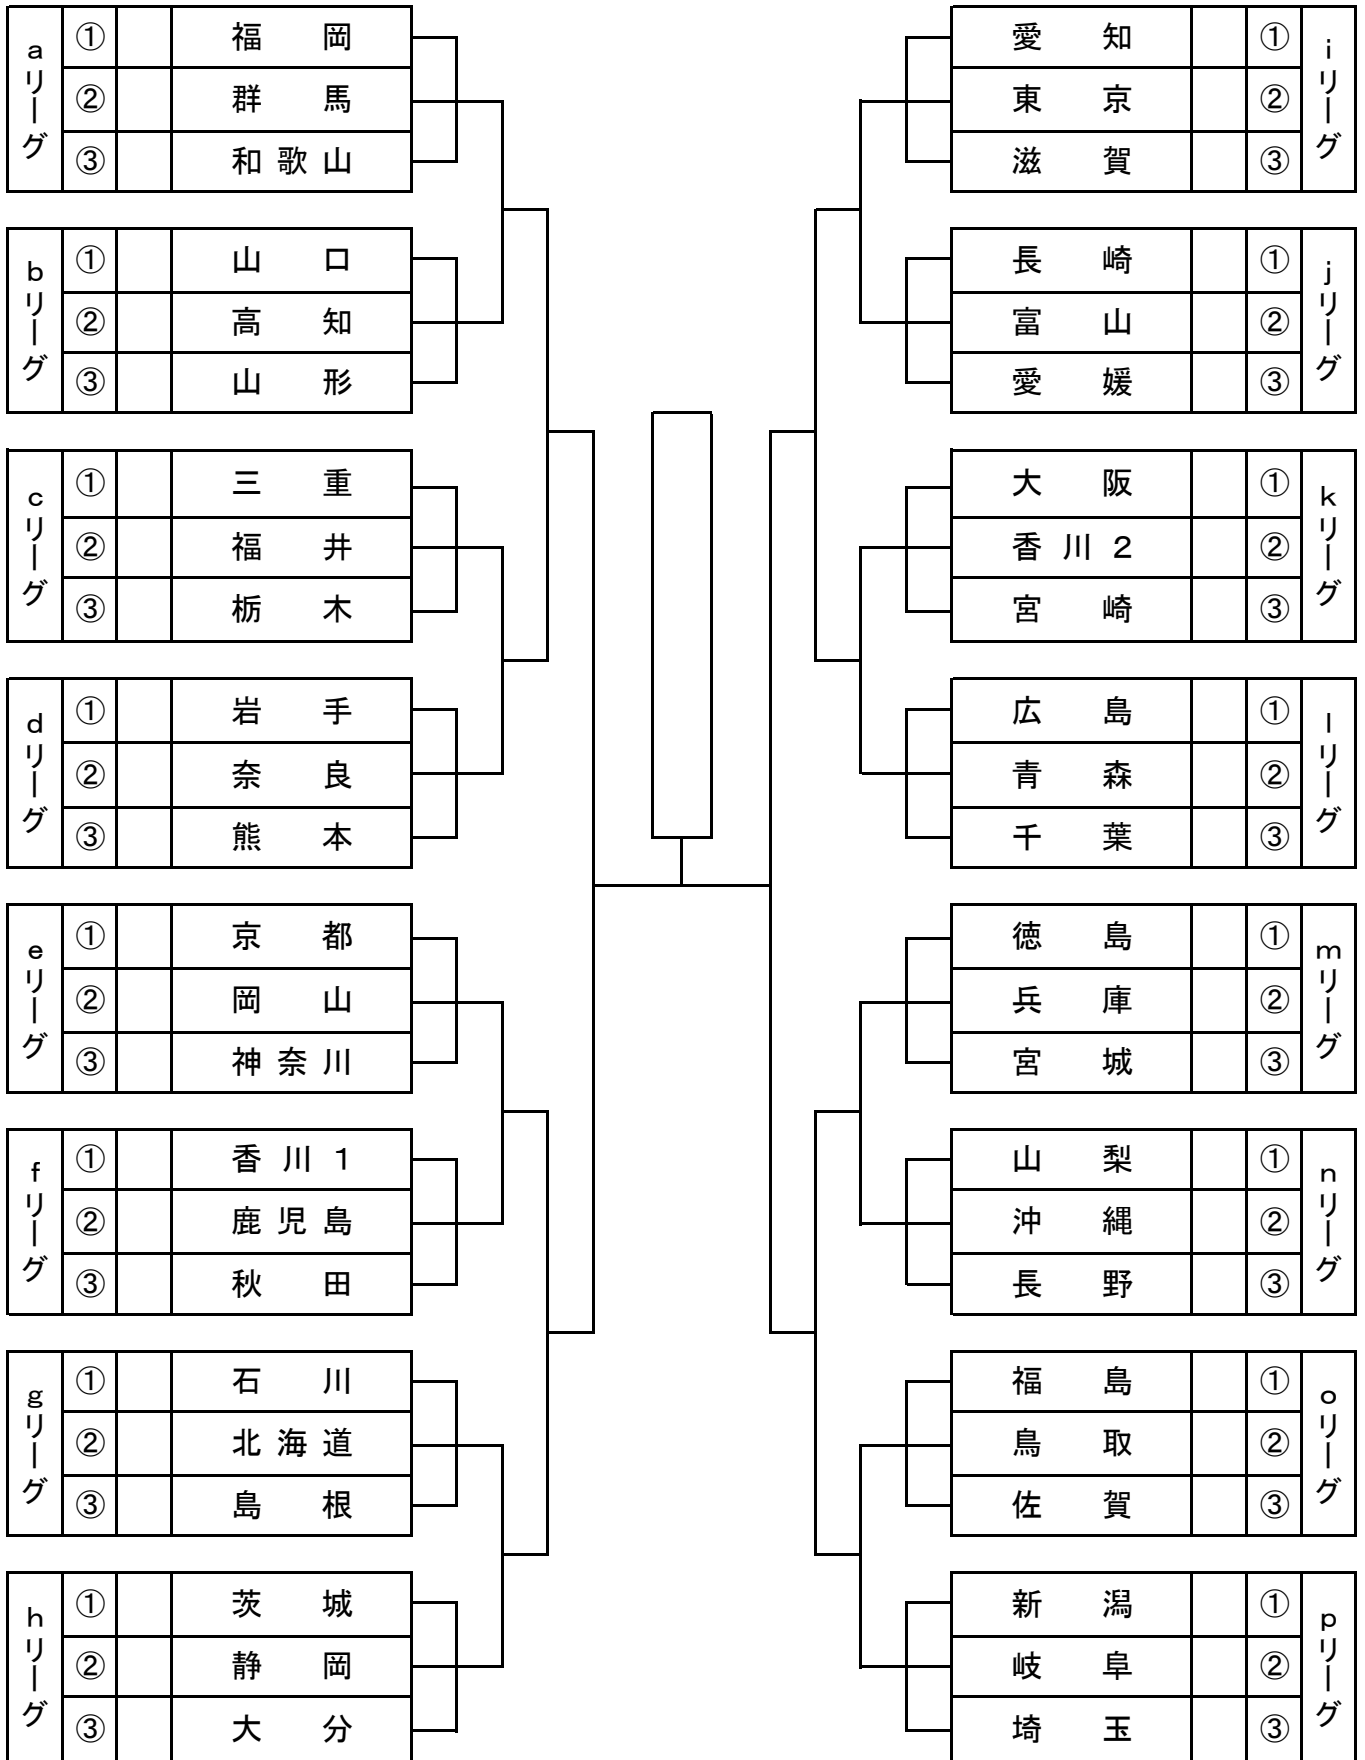 aリーグ
① 福岡
② 群馬
③ 和歌山
bリーグ
① 山口
② 高知
③ 山形
cリーグ
① 三重
② 福井
③ 栃木
dリーグ
① 岩手
② 奈良
③ 熊本
eリーグ
① 京都
② 岡山
③ 神奈川
fリーグ
① 香川1
② 鹿児島
③ 秋田
gリーグ
① 石川
② 北海道
③ 島根
hリーグ
① 茨城
② 静岡
③ 大分
iリーグ
愛知 ①
東京 ②
滋賀 ③
jリーグ
長崎 ①
富山 ②
愛媛 ③
kリーグ
大阪 ①
香川2 ②
宮崎 ③
lリーグ
広島 ①
青森 ②
千葉 ③
mリーグ
徳島 ①
兵庫 ②
宮城 ③
nリーグ
山梨 ①
沖縄 ②
長野 ③
oリーグ
福島 ①
鳥取 ②
佐賀 ③
pリーグ
新潟 ①
岐阜 ②
埼玉 ③